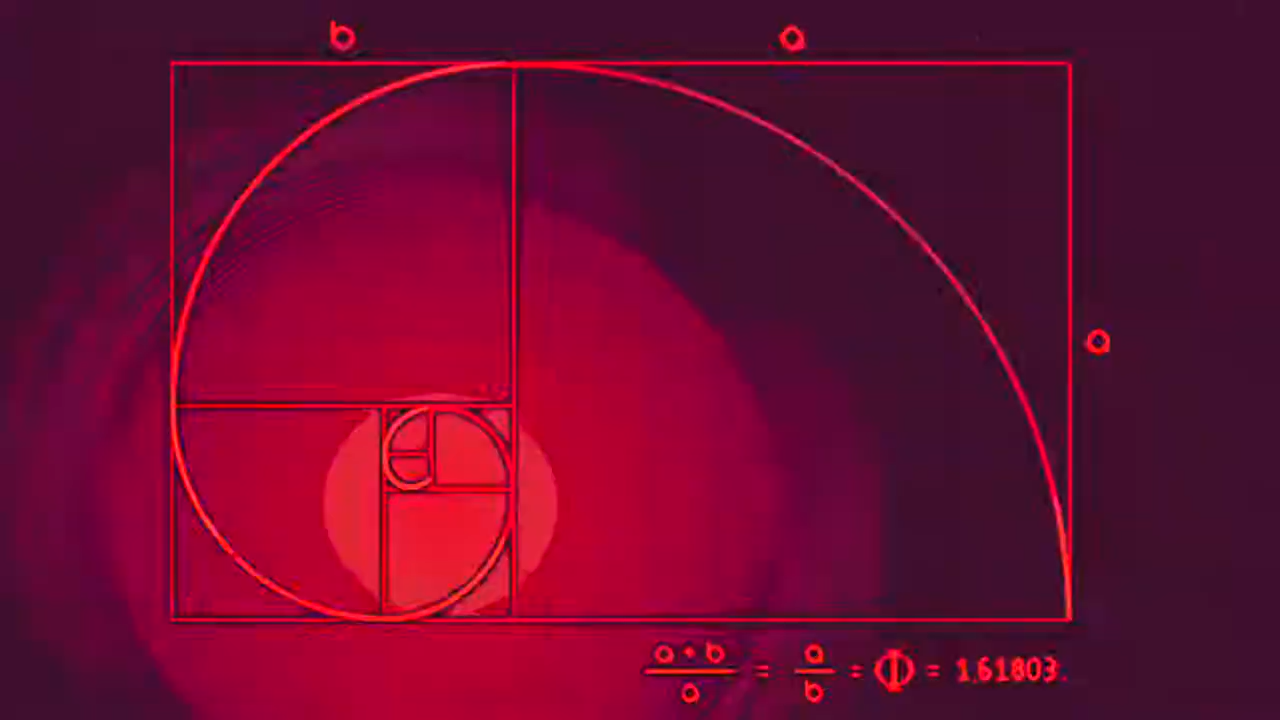 b a
a
a + b / a = a / b = Φ = 1.61803.